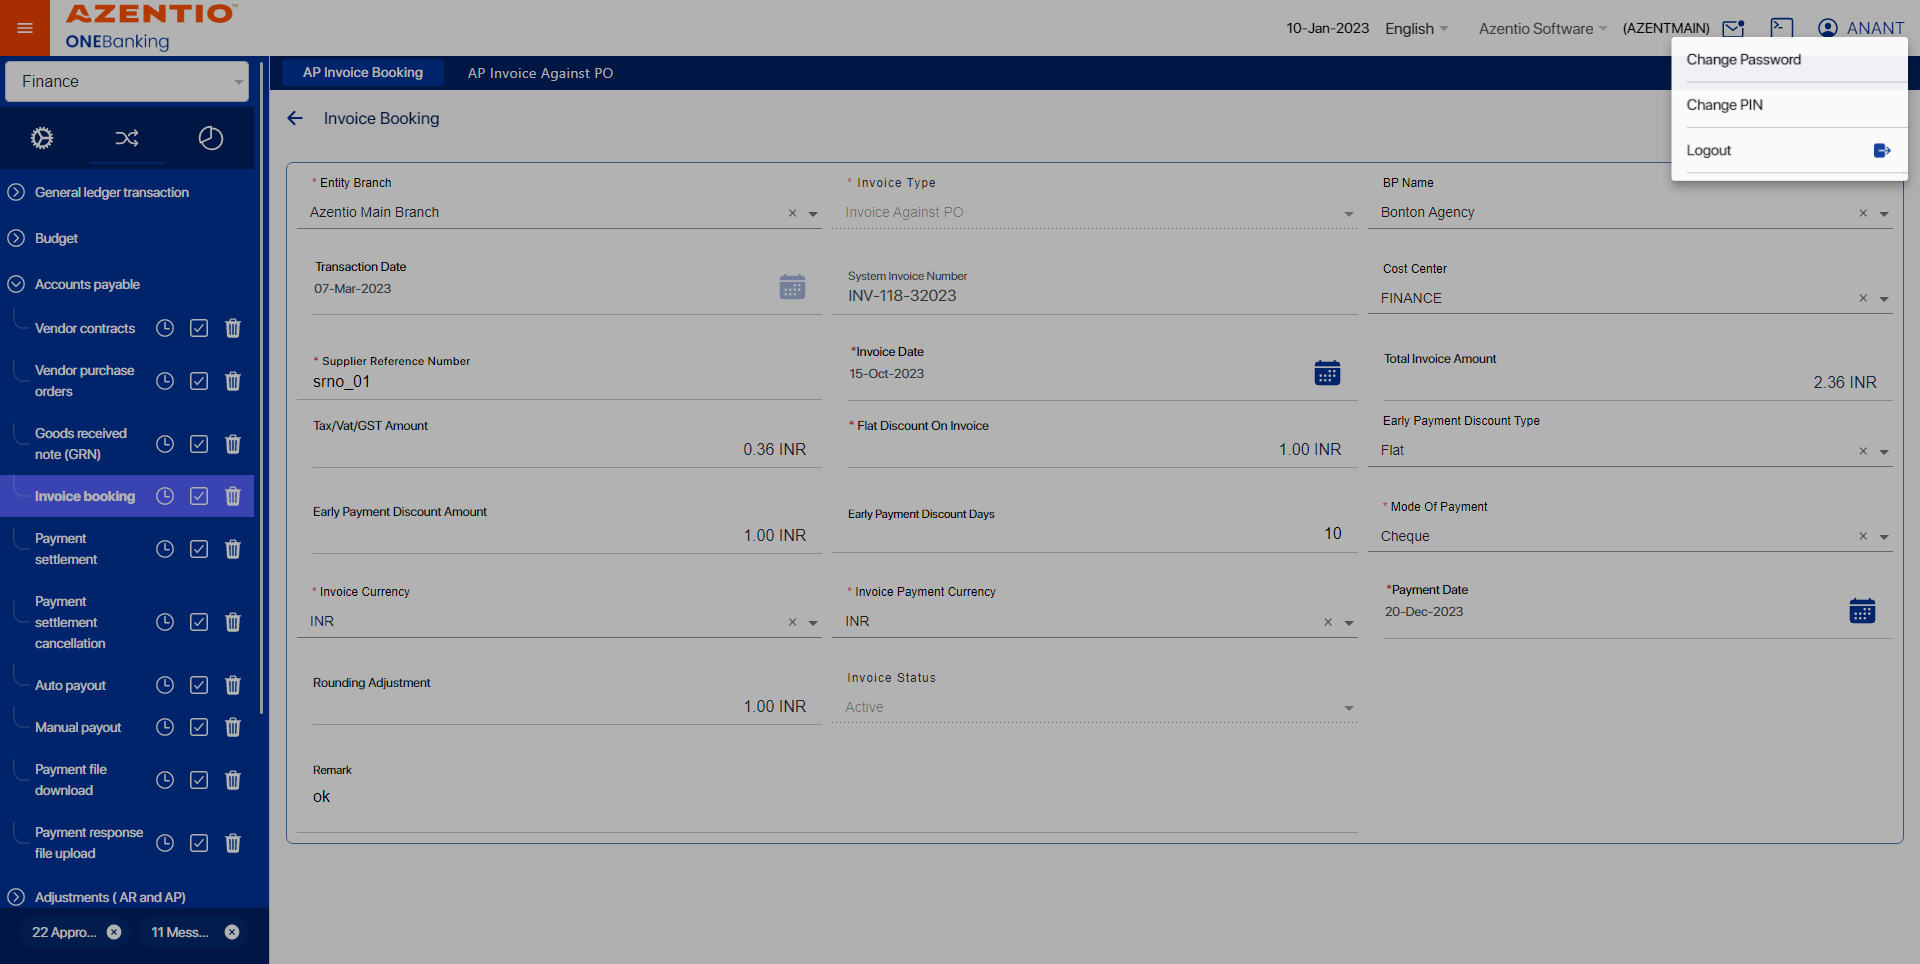 AZENTIO™
ONEBanking
10-Jan-2023 English Azentio Software (AZENTMAIN) ANANT
Change Password
Change PIN
Logout
Finance
AP Invoice Booking AP Invoice Against PO
Invoice Booking
General ledger transaction
Budget
Accounts payable
Vendor contracts
Vendor purchase
orders
Goods received
note (GRN)
Invoice booking
Payment
settlement
Payment
settlement
cancellation
Auto payout
Manual payout
Payment file
download
Payment response
file upload
Adjustments ( AR and AP)
22 Appro... 11 Mess...
* Entity Branch
Azentio Main Branch
* Invoice Type
Invoice Against PO
BP Name
Bonton Agency
Transaction Date
07-Mar-2023
System Invoice Number
INV-118-32023
Cost Center
FINANCE
* Supplier Reference Number
srno_01
*Invoice Date
15-Oct-2023
Total Invoice Amount
2.36 INR
Tax/Vat/GST Amount
0.36 INR
* Flat Discount On Invoice
1.00 INR
Early Payment Discount Type
Flat
Early Payment Discount Amount
1.00 INR
Early Payment Discount Days
10
* Mode Of Payment
Cheque
* Invoice Currency
INR
* Invoice Payment Currency
INR
*Payment Date
20-Dec-2023
Rounding Adjustment
1.00 INR
Invoice Status
Active
Remark
ok